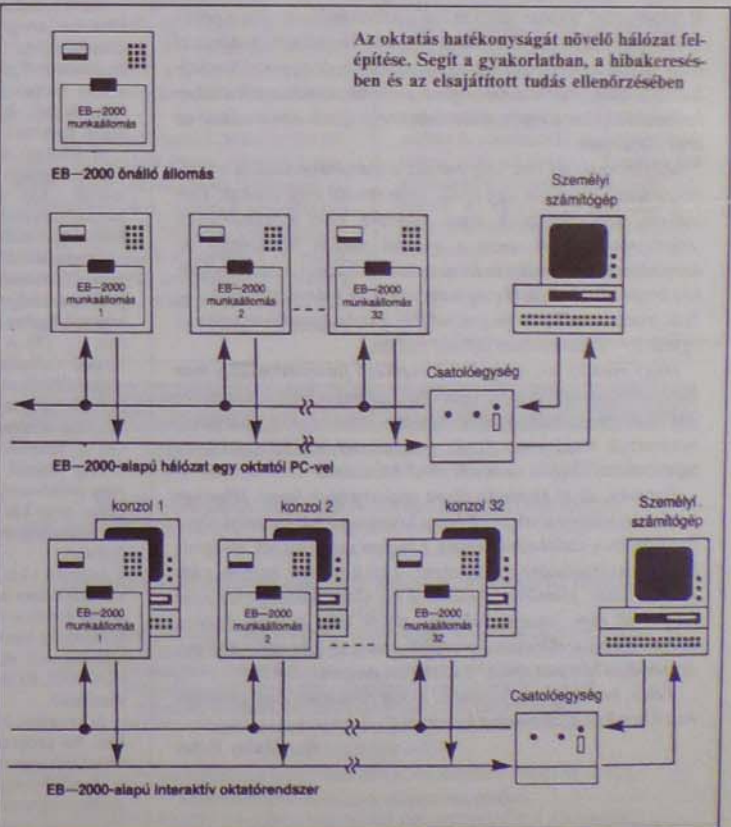 Az oktatás hatékonyságát növelő hálózat fel-
építése. Segít a gyakorlatban, a hibakeresés-
ben és az elsajátított tudás ellenőrzésében
EB—2000
munkaállomás
EB—2000 önálló állomás
EB—2000
munkaállomás
1
EB—2000
munkaállomás
2
EB—2000
munkaállomás
32
Személyi
számítógép
Csatolóegység
EB—2000-alapú hálózat egy oktatói PC-vel
konzol 1
konzol 2
konzol 32
Személyi
számítógép
EB—2000
munkaállomás
1
EB—2000
munkaállomás
2
EB—2000
munkaállomás
32
Csatolóegység
EB—2000-alapú interaktív oktatórendszer